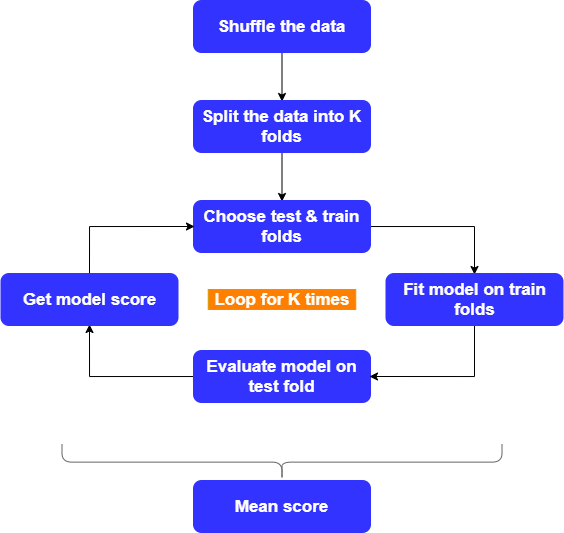 Shuffle the data
Split the data into K
folds
Choose test & train
folds
Get model score
Loop for K times
Fit model on train
folds
Evaluate model on
test fold
Mean score